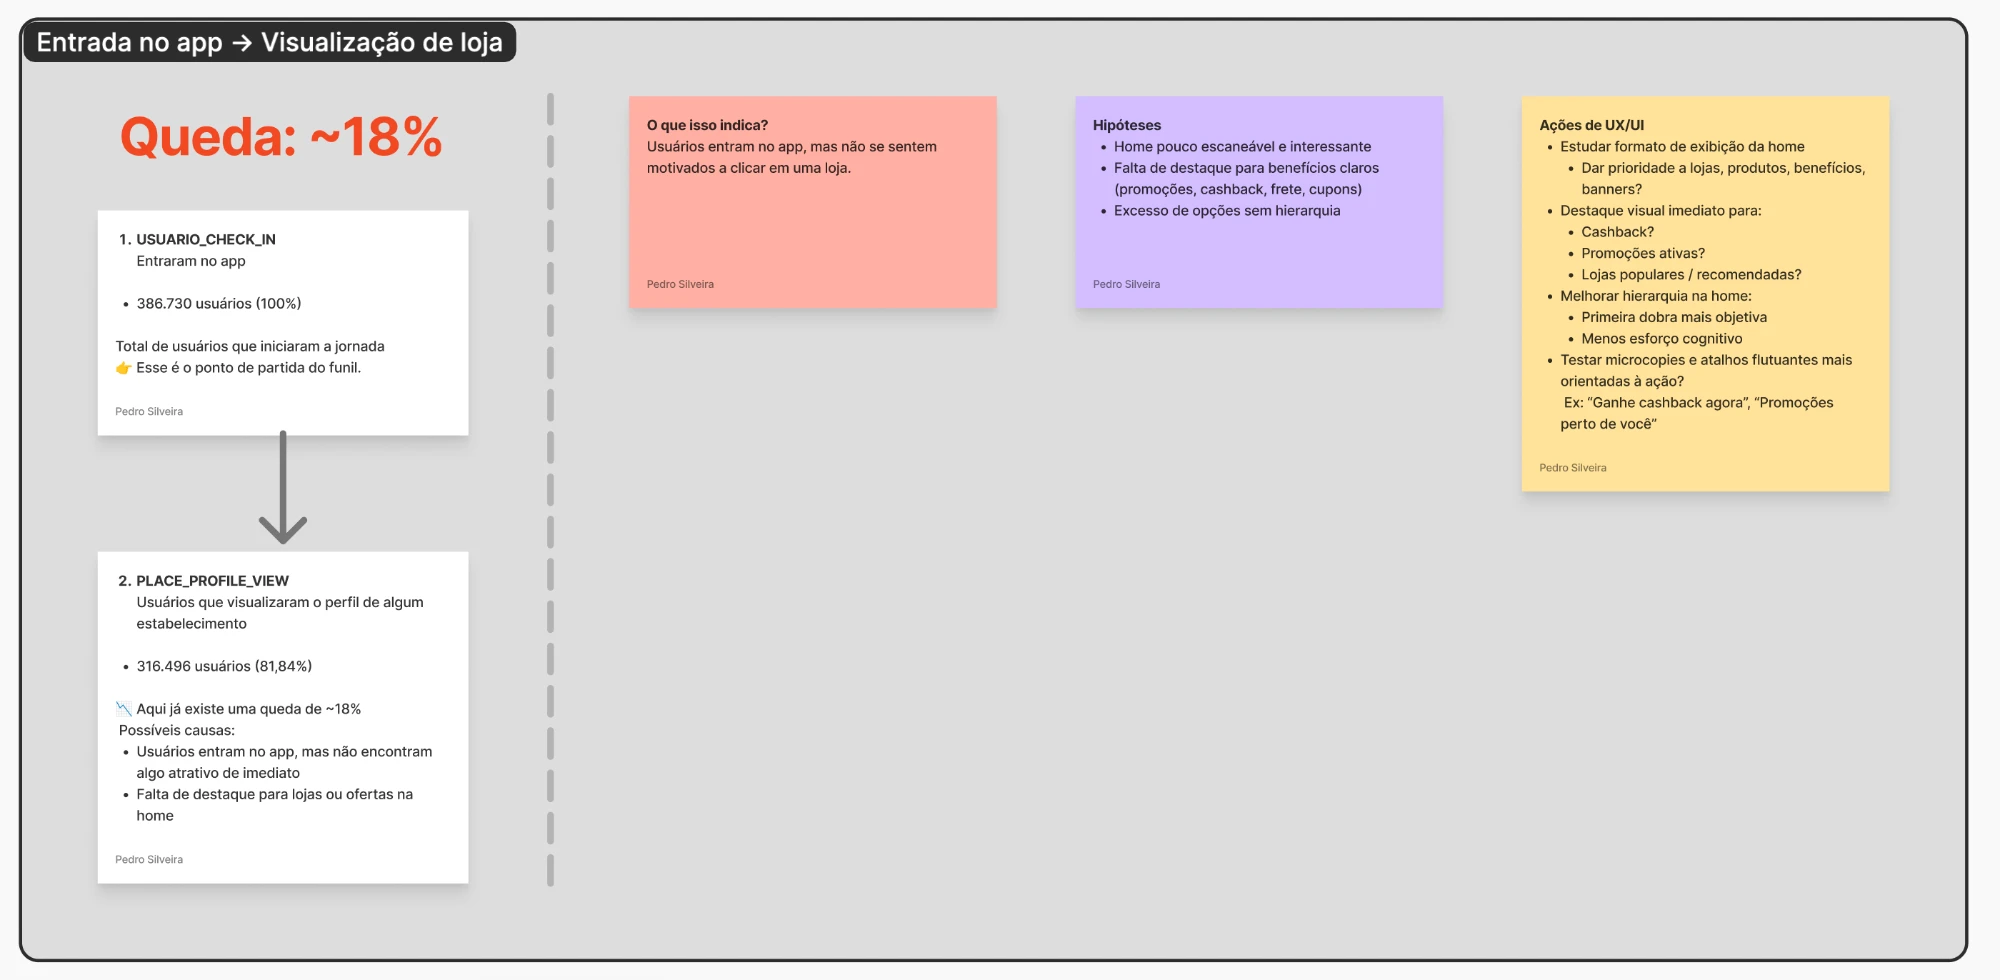 Entrada no app → Visualização de loja
Queda: ~18%
1. USUARIO_CHECK_IN
Entraram no app
• 386.730 usuários (100%)
Total de usuários que iniciaram a jornada
👉 Esse é o ponto de partida do funil.
Pedro Silveira
2. PLACE_PROFILE_VIEW
Usuários que visualizaram o perfil de algum
estabelecimento
• 316.496 usuários (81,84%)
📉 Aqui já existe uma queda de ~18%
Possíveis causas:
• Usuários entram no app, mas não encontram
algo atrativo de imediato
• Falta de destaque para lojas ou ofertas na
home
Pedro Silveira
O que isso indica?
Usuários entram no app, mas não se sentem
motivados a clicar em uma loja.
Pedro Silveira
Hipóteses
• Home pouco escaneável e interessante
• Falta de destaque para benefícios claros
(promoções, cashback, frete, cupons)
• Excesso de opções sem hierarquia
Pedro Silveira
Ações de UX/UI
• Estudar formato de exibição da home
• Dar prioridade a lojas, produtos, benefícios,
banners?
• Destaque visual imediato para:
• Cashback?
• Promoções ativas?
• Lojas populares / recomendadas?
• Melhorar hierarquia na home:
• Primeira dobra mais objetiva
• Menos esforço cognitivo
• Testar microcopies e atalhos flutuantes mais
orientadas à ação?
Ex: “Ganhe cashback agora”, “Promoções
perto de você”
Pedro Silveira